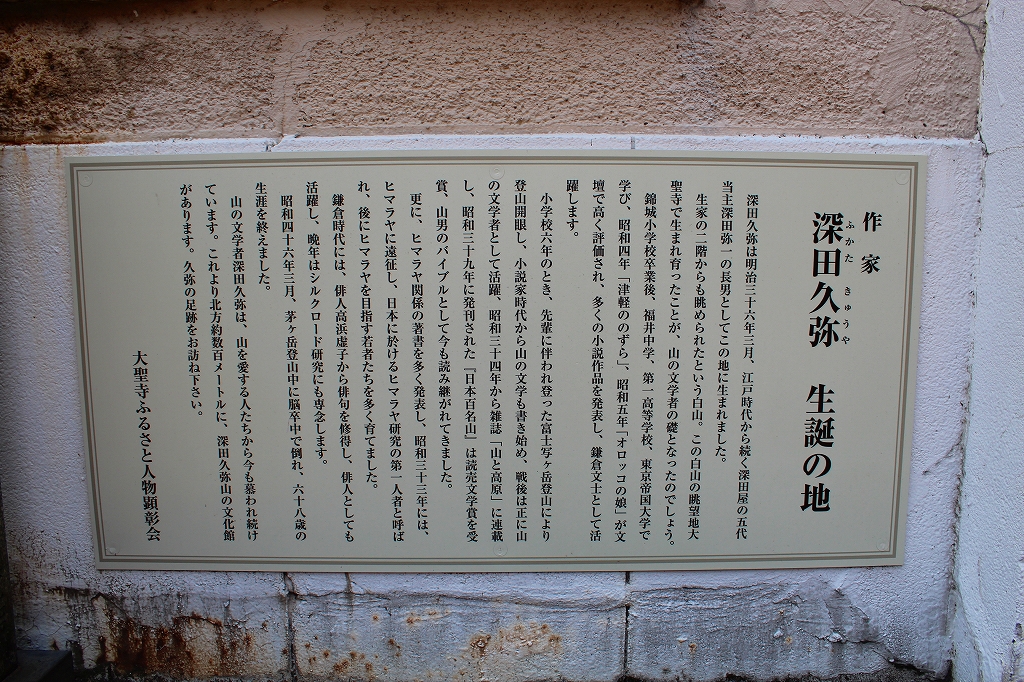 作家
深田久弥 生誕の地
ふかた きゅうや
深田久弥は明治三十六年三月、江戸時代から続く深田屋の五代
当主深田弥一の長男としてこの地に生まれました。
生家の二階からも眺められたという白山。この白山の眺望地大
聖寺で生まれ育ったことが、山の文学者の礎となったのでしょう。
錦城小学校卒業後、福井中学、第一高等学校、東京帝国大学で
学び、昭和四年「津軽ののずら」、昭和五年「オロッコの娘」が文
壇で高く評価され、多くの小説作品を発表し、鎌倉文士として活
躍します。
小学校六年のとき、先輩に伴われ登った富士写ヶ岳登山により
登山開眼し、小説家時代から山の文学も書き始め、戦後は正に山
の文学者として活躍、昭和三十四年から雑誌「山と高原」に連載
し、昭和三十九年に発刊された『日本百名山』は読売文学賞を受
賞、山男のバイブルとして今も読み継がれてきました。
更に、ヒマラヤ関係の著書を多く発表し、昭和三十三年には、
ヒマラヤに遠征し、日本に於けるヒマラヤ研究の第一人者と呼ば
れ、後にヒマラヤを目指す若者たちを多く育てました。
鎌倉時代には、俳人高浜虚子から俳句を修得し、俳人としても
活躍し、晩年はシルクロード研究にも専念します。
昭和四十六年三月、茅ヶ岳登山中に脳卒中で倒れ、六十八歳の
生涯を終えました。
山の文学者深田久弥は、山を愛する人たちから今も慕われ続け
ています。これより北方約数百メートルに、深田久弥山の文化館
があります。久弥の足跡をお訪ね下さい。
大聖寺ふるさと人物顕彰会